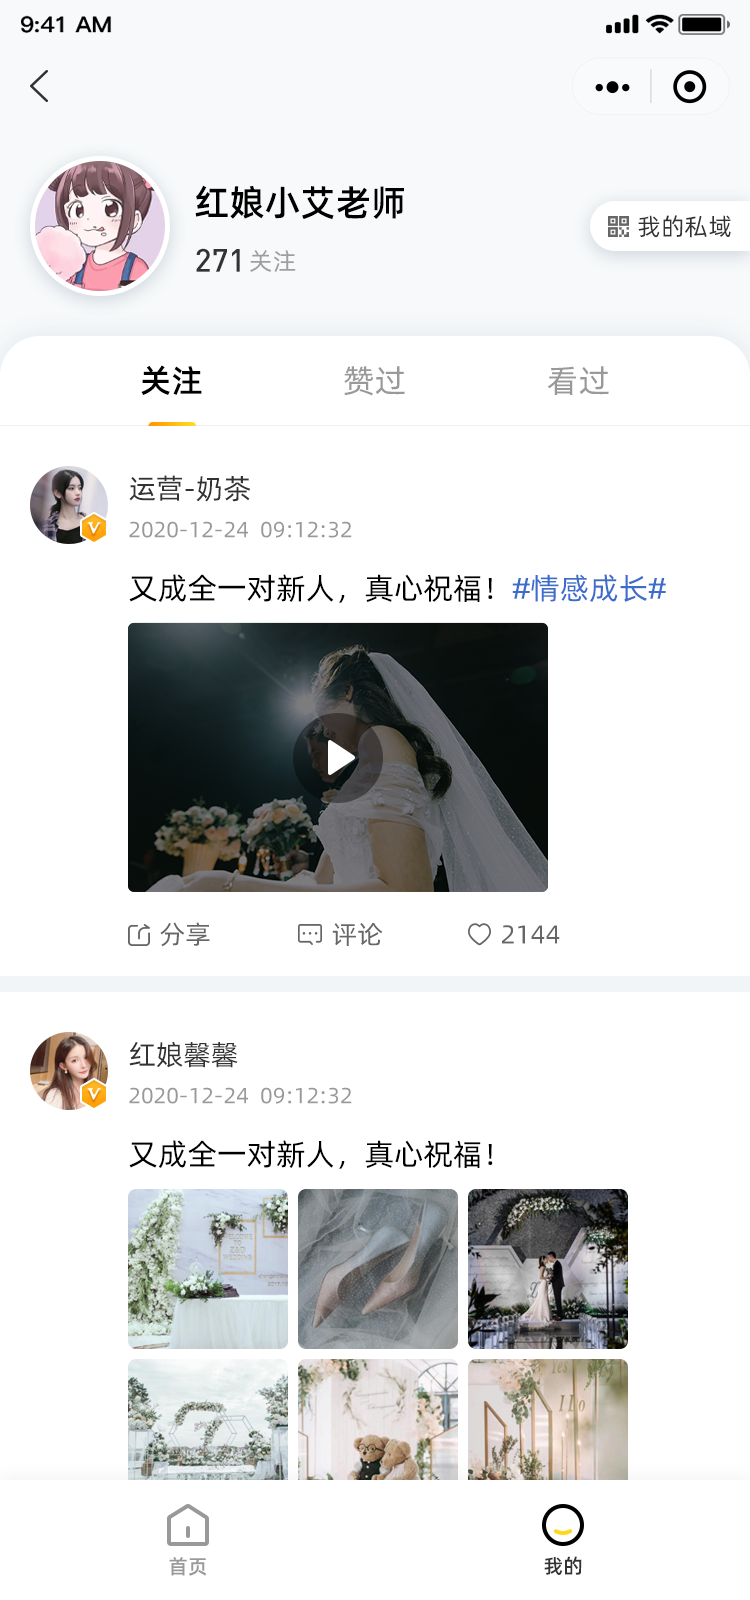 9:41 AM
红娘小艾老师
271 关注
我的私域
关注 赞过 看过
运营-奶茶
2020-12-24 09:12:32
又成全一对新人，真心祝福！#情感成长#
分享 评论 2144
红娘馨馨
2020-12-24 09:12:32
又成全一对新人，真心祝福！
首页 我的